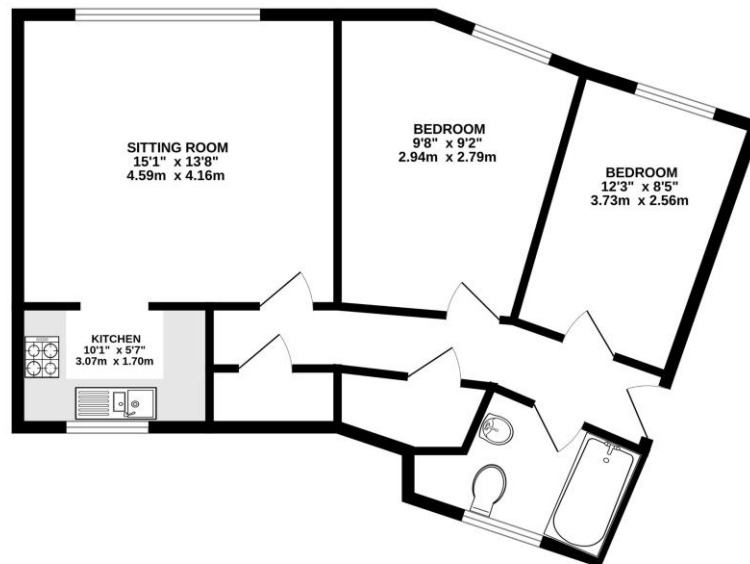 SITTING ROOM
15'1" x 13'8"
4.59m x 4.16m
BEDROOM
9'8" x 9'2"
2.94m x 2.79m
BEDROOM
12'3" x 8'5"
3.73m x 2.56m
KITCHEN
10'1" x 5'7"
3.07m x 1.70m